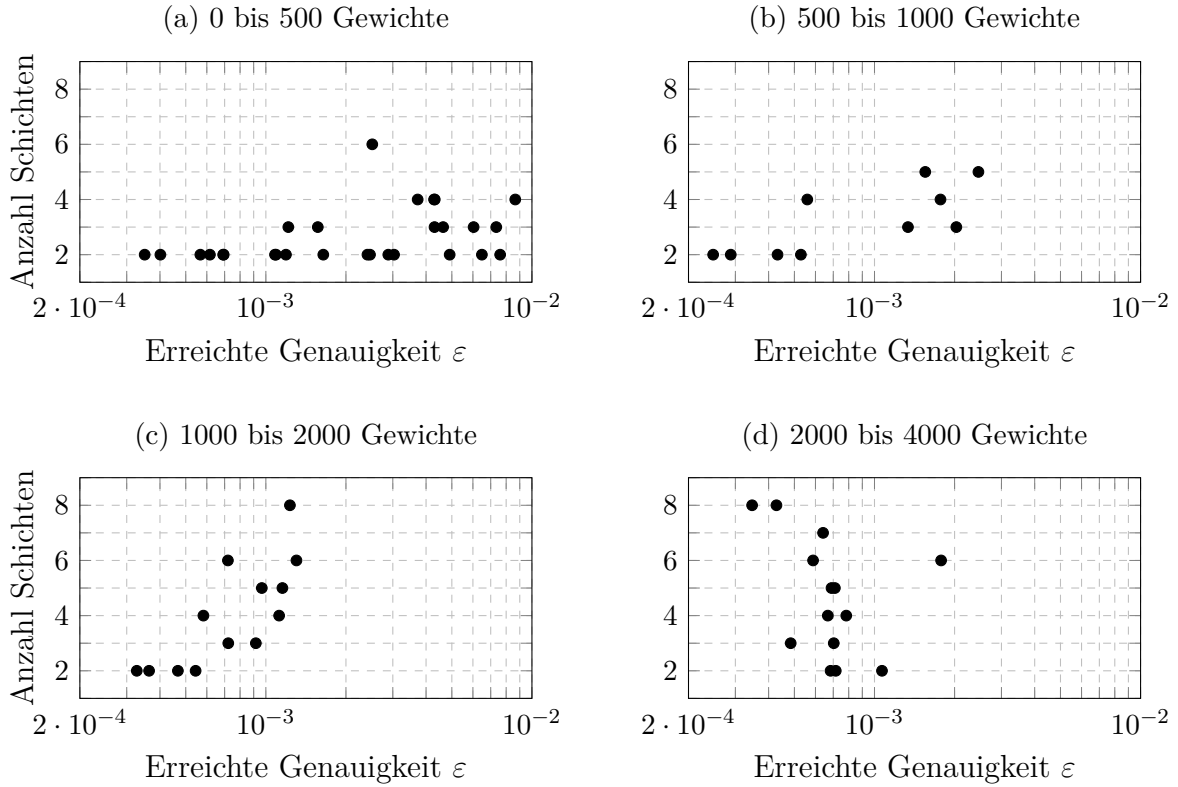 (a) 0 bis 500 Gewichte
Anzahl Schichten
8
6
4
2
2 · 10⁻⁴
10⁻³
10⁻²
Erreichte Genauigkeit ε
(b) 500 bis 1000 Gewichte
8
6
4
2
2 · 10⁻⁴
10⁻³
10⁻²
Erreichte Genauigkeit ε
(c) 1000 bis 2000 Gewichte
Anzahl Schichten
8
6
4
2
2 · 10⁻⁴
10⁻³
10⁻²
Erreichte Genauigkeit ε
(d) 2000 bis 4000 Gewichte
8
6
4
2
2 · 10⁻⁴
10⁻³
10⁻²
Erreichte Genauigkeit ε